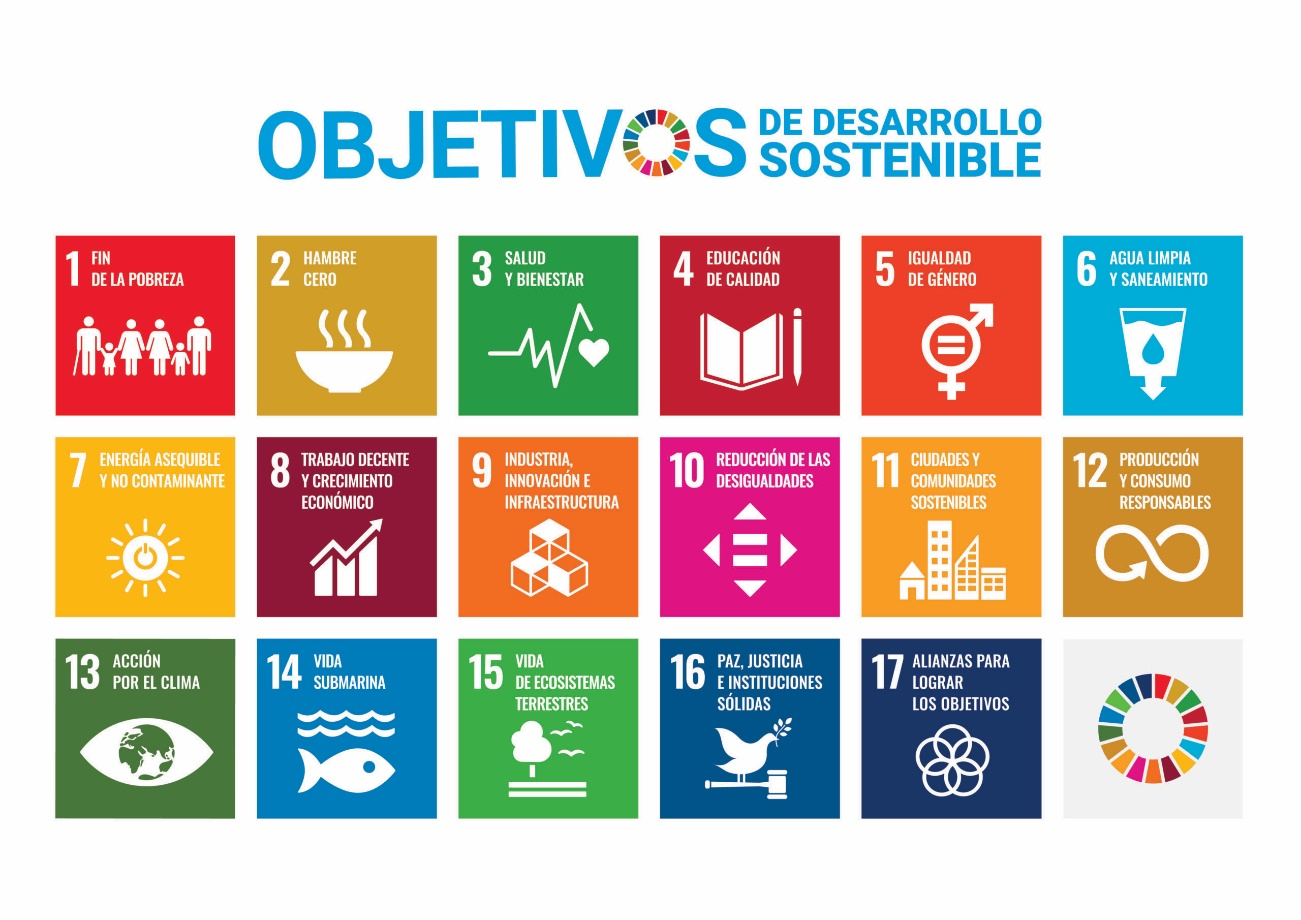 OBJETIVOS DE DESARROLLO
SOSTENIBLE
1 FIN
DE LA POBREZA
2 HAMBRE
CERO
3 SALUD
Y BIENESTAR
4 EDUCACIÓN
DE CALIDAD
5 IGUALDAD
DE GÉNERO
6 AGUA LIMPIA
Y SANEAMIENTO
7 ENERGÍA ASEQUIBLE
Y NO CONTAMINANTE
8 TRABAJO DECENTE
Y CRECIMIENTO
ECONÓMICO
9 INDUSTRIA,
INNOVACIÓN E
INFRAESTRUCTURA
10 REDUCCIÓN DE LAS
DESIGUALDADES
11 CIUDADES Y
COMUNIDADES
SOSTENIBLES
12 PRODUCCIÓN
Y CONSUMO
RESPONSABLES
13 ACCIÓN
POR EL CLIMA
14 VIDA
SUBMARINA
15 VIDA
DE ECOSISTEMAS
TERRESTRES
16 PAZ, JUSTICIA
E INSTITUCIONES
SÓLIDAS
17 ALIANZAS PARA
LOGRAR
LOS OBJETIVOS